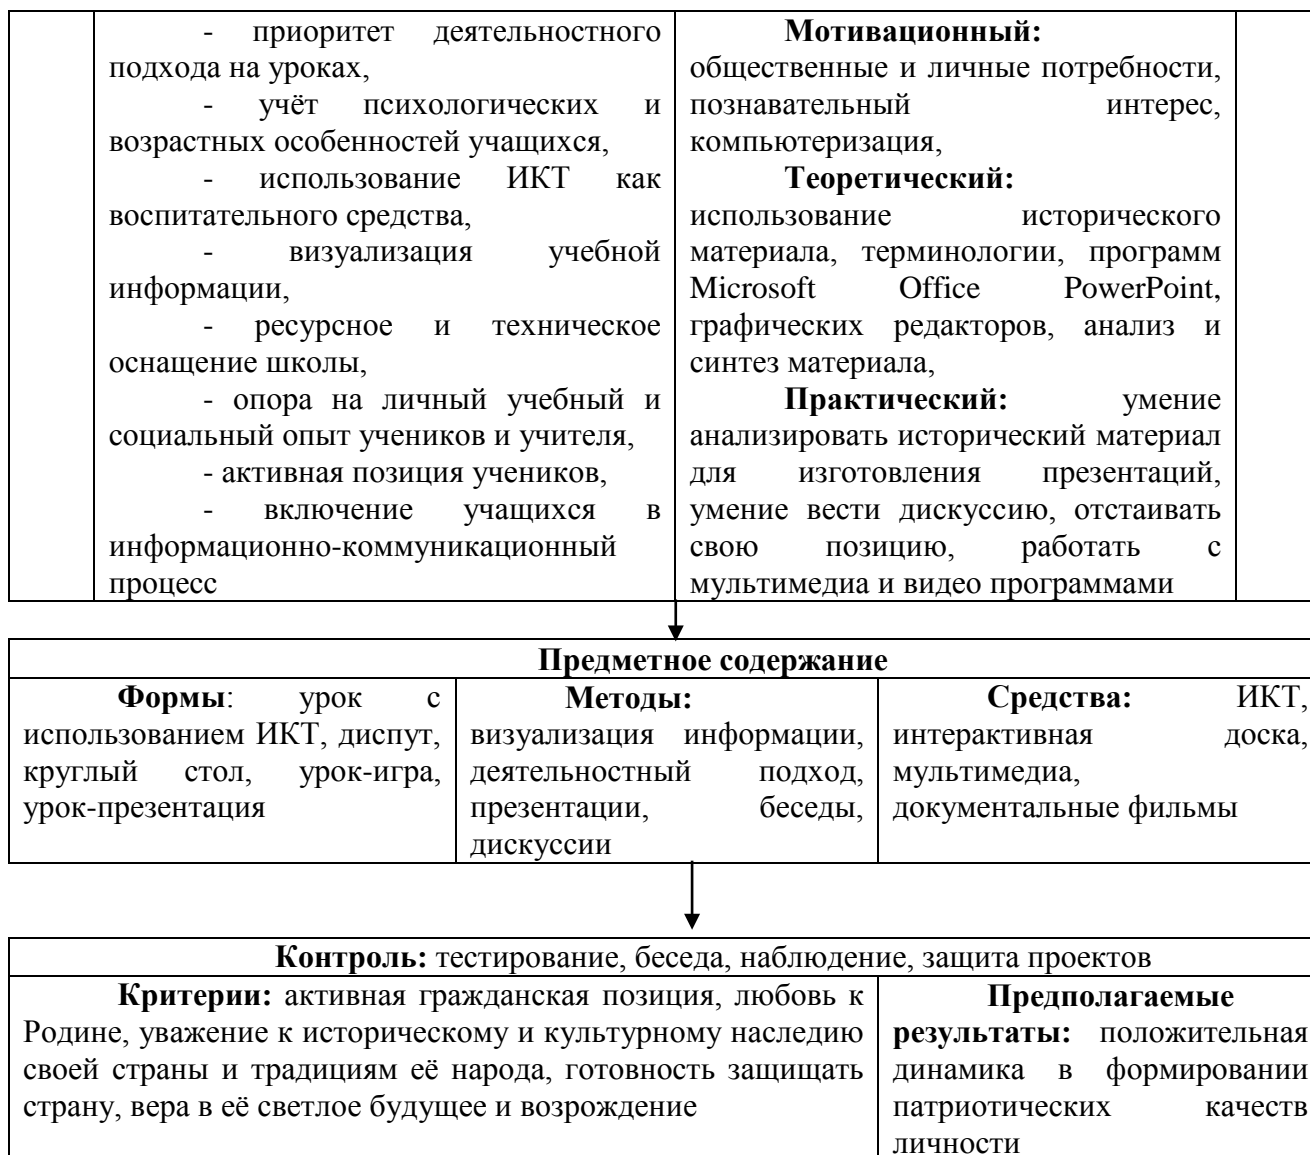 - приоритет деятельностного
подхода на уроках,
- учёт психологических и
возрастных особенностей учащихся,
- использование ИКТ как
воспитательного средства,
- визуализация учебной
информации,
- ресурсное и техническое
оснащение школы,
- опора на личный учебный и
социальный опыт учеников и учителя,
- активная позиция учеников,
- включение учащихся в
информационно-коммуникационный
процесс
Мотивационный:
общественные и личные потребности,
познавательный интерес,
компьютеризация,
Теоретический:
использование исторического
материала, терминологии, программ
Microsoft Office PowerPoint,
графических редакторов, анализ и
синтез материала,
Практический: умение
анализировать исторический материал
для изготовления презентаций,
умение вести дискуссию, отстаивать
свою позицию, работать с
мультимедиа и видео программами
Предметное содержание
Формы: урок с
использованием ИКТ, диспут,
круглый стол, урок-игра,
урок-презентация
Методы:
визуализация информации,
деятельностный подход,
презентации, беседы,
дискуссии
Средства: ИКТ,
интерактивная доска,
мультимедиа,
документальные фильмы
Контроль: тестирование, беседа, наблюдение, защита проектов
Критерии: активная гражданская позиция, любовь к
Родине, уважение к историческому и культурному наследию
своей страны и традициям её народа, готовность защищать
страну, вера в её светлое будущее и возрождение
Предполагаемые
результаты: положительная
динамика в формировании
патриотических качеств
личности